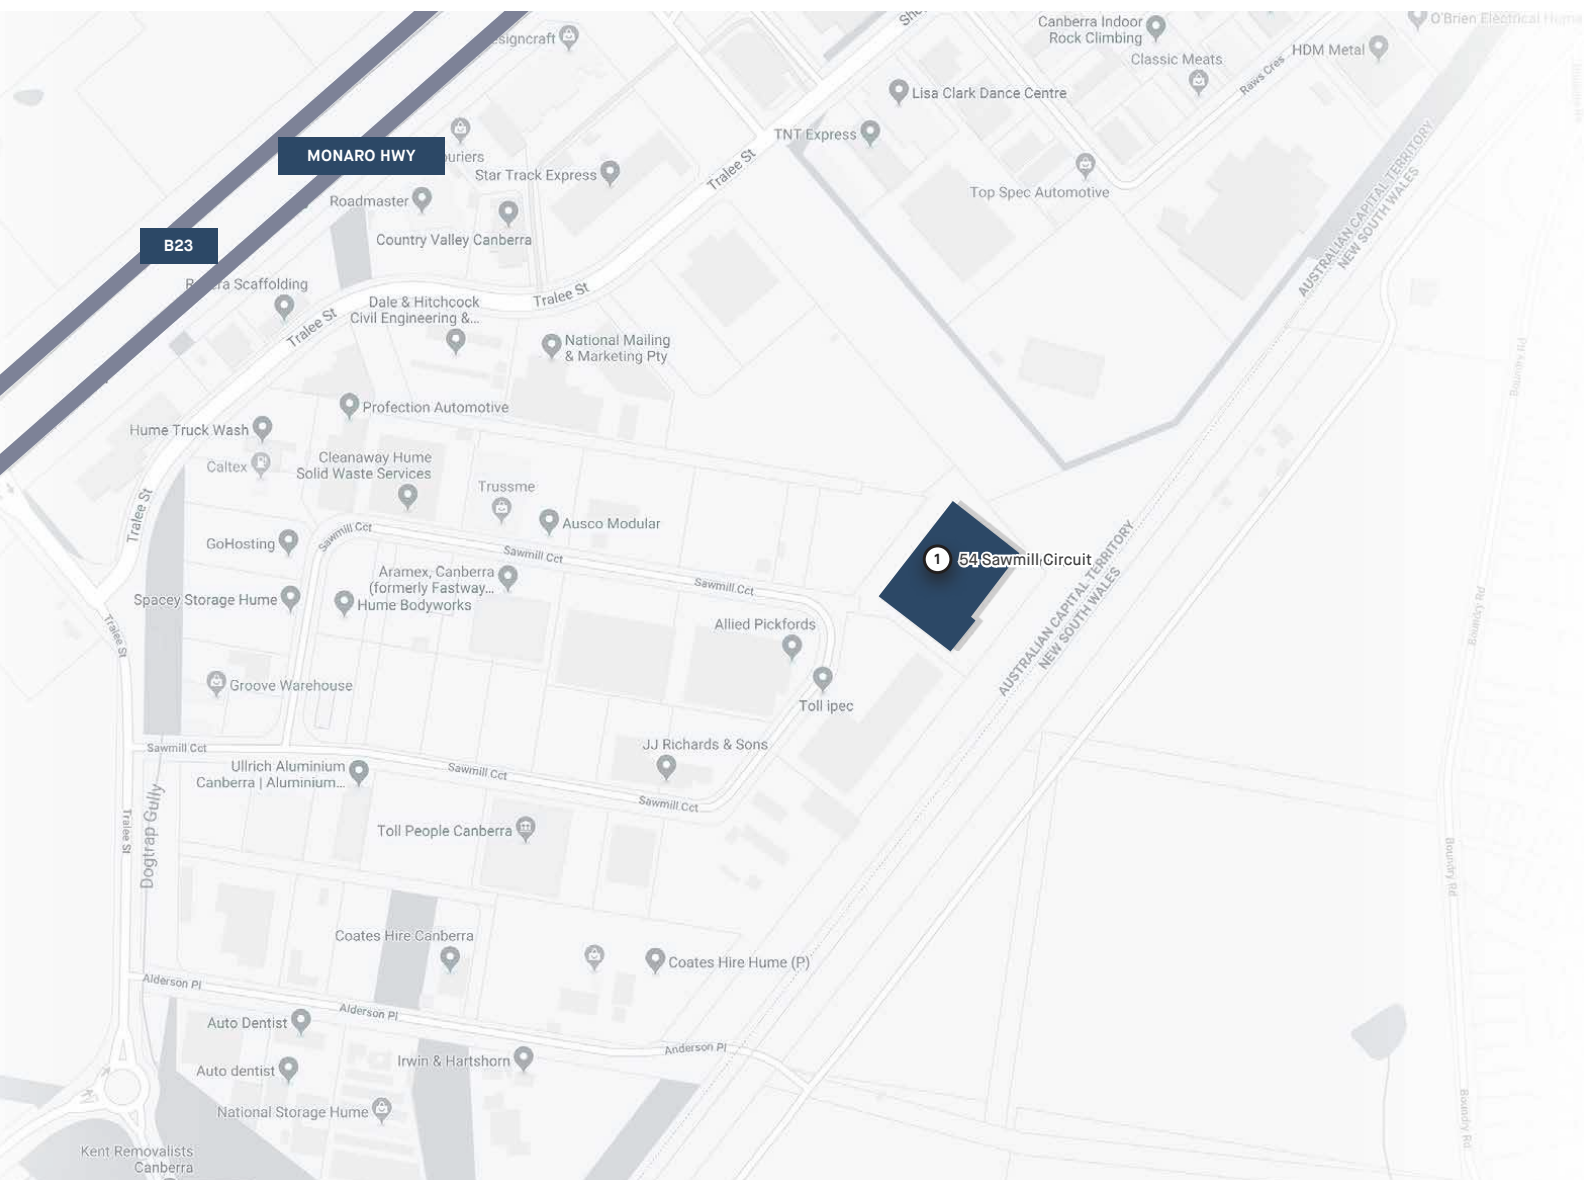 Canberra Indoor
Rock Climbing
O'Brien Electrical Hume
HDM Metal
Classic Meats
Raws Cres
Lisa Clark Dance Centre
TNT Express
Tralee St
MONARO HWY
Star Track Express
Roadmaster
Top Spec Automotive
Country Valley Canberra
B23
AUSTRALIAN CAPITAL TERRITORY
NEW SOUTH WALES
Scaffolding
Dale & Hitchcock
Civil Engineering &...
Tralee St
Tralee St
National Mailing
& Marketing Pty
Profection Automotive
Hume Truck Wash
Caltex
Cleanaway Hume
Solid Waste Services
Trussme
Tralee St
Ausco Modular
Sawmill Cct
GoHosting
Sawmill Cct
1
54 Sawmill Circuit
Aramex, Canberra
(formerly Fastway...
Sawmill Cct
Spacey Storage Hume
Hume Bodyworks
AUSTRALIAN CAPITAL TERRITORY
NEW SOUTH WALES
Boundry Rd
Tralee St
Allied Pickfords
Groove Warehouse
Toll ipec
Sawmill Cct
JJ Richards & Sons
Ullrich Aluminium
Canberra | Aluminium...
Sawmill Cct
Sawmill Cct
Tralee St
Dogtrap Gully
Toll People Canberra
Boundry Rd
Coates Hire Canberra
Coates Hire Hume (P)
Alderson Pl
Alderson Pl
Auto Dentist
Anderson Pl
Irwin & Hartshorn
Auto dentist
National Storage Hume
Boundry Rd
Kent Removalists
Canberra